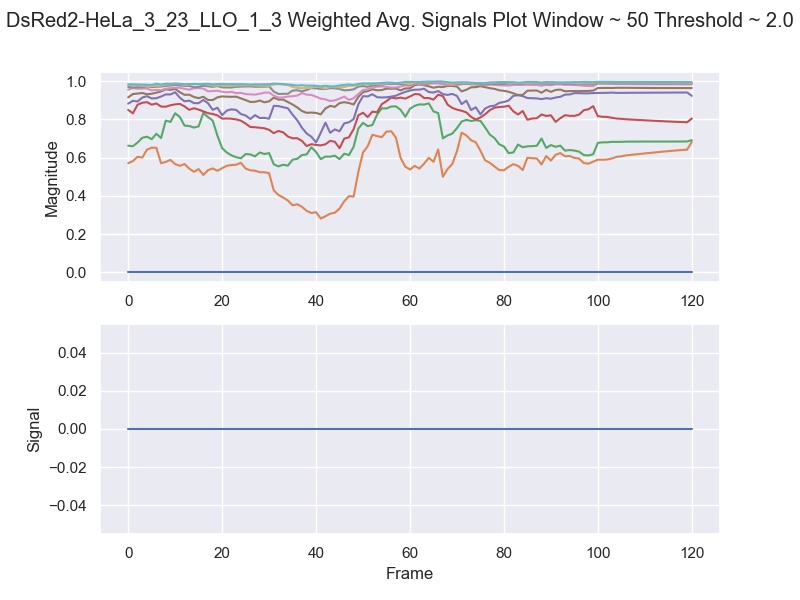 DsRed2-HeLa_3_23_LLO_1_3 Weighted Avg. Signals Plot Window ~ 50 Threshold ~ 2.0
1.0
0.8
0.6
0.4
0.2
0.0
Magnitude
0 20 40 60 80 100 120
0.04
0.02
0.00
−0.02
−0.04
Signal
0 20 40 60 80 100 120
Frame